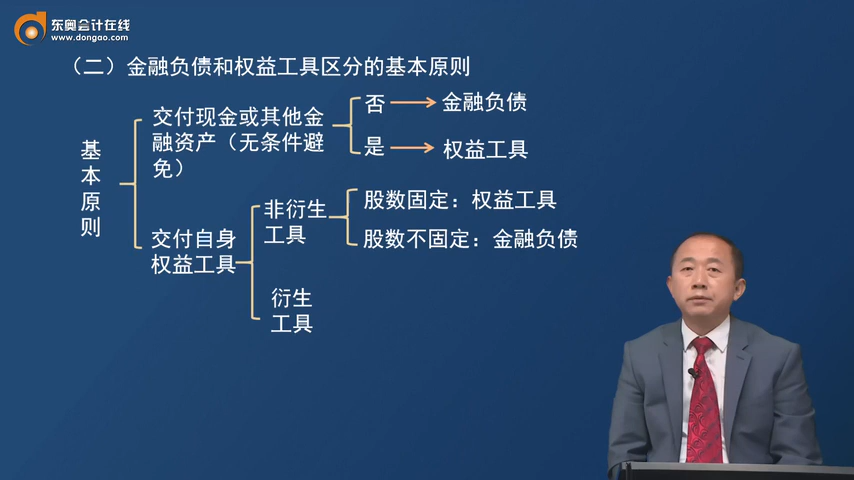 东奥会计在线
www.dongao.com
（二）金融负债和权益工具区分的基本原则
基本原则
交付现金或其他金
融资产（无条件避
免）
否
金融负债
是
权益工具
交付自身
权益工具
非衍生
工具
股数固定：权益工具
股数不固定：金融负债
衍生
工具